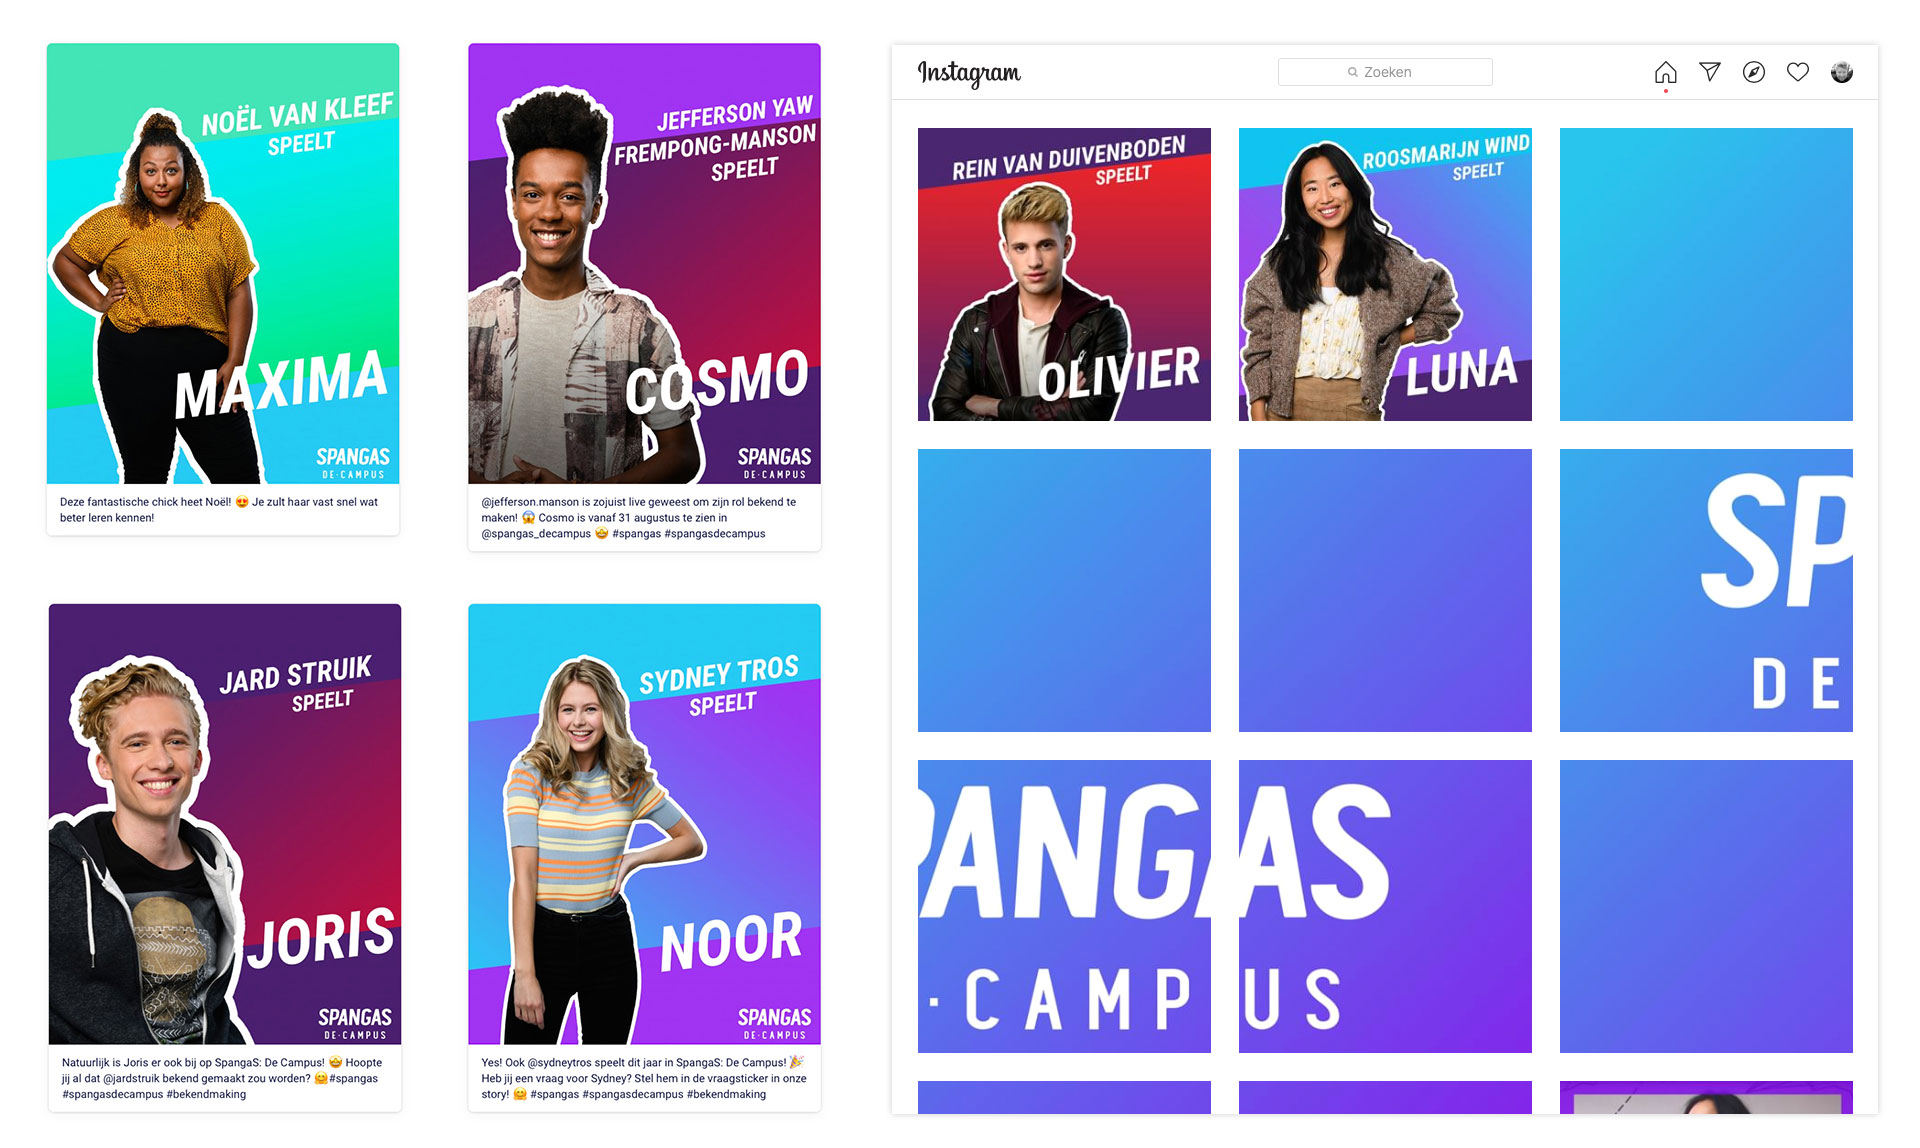 NOËL VAN KLEEF
SPEELT
MAXIMA
SPANGAS
DE·CAMPUS
Deze fantastische chick heet Noël! 😍 Je zult haar vast snel wat
beter leren kennen!
JEFFERSON YAW
FREMPONG-MANSON
SPEELT
COSMO
SPANGAS
DE·CAMPUS
@jefferson.manson is zojuist live geweest om zijn rol bekend te
maken! 😱 Cosmo is vanaf 31 augustus te zien in
@spangas_decampus 🤩 #spangas #spangasdecampus
JARD STRUIK
SPEELT
JORIS
SPANGAS
DE·CAMPUS
Natuurlijk is Joris er ook bij op SpangaS: De Campus! 🤩 Hoopte
jij al dat @jardstruik bekend gemaakt zou worden? 🤗 #spangas
#spangasdecampus #bekendmaking
SYDNEY TROS
SPEELT
NOOR
SPANGAS
DE·CAMPUS
Yes! Ook @sydneytros speelt dit jaar in SpangaS: De Campus! 🎉
Heb jij een vraag voor Sydney? Stel hem in de vraagsticker in onze
story! 🤗 #spangas #spangasdecampus #bekendmaking
Instagram
Zoeken
REIN VAN DUIVENBODEN
SPEELT
OLIVIER
ROOSMARIJN WIND
SPEELT
LUNA
SP
DE
PANGAS
·CAMPUS